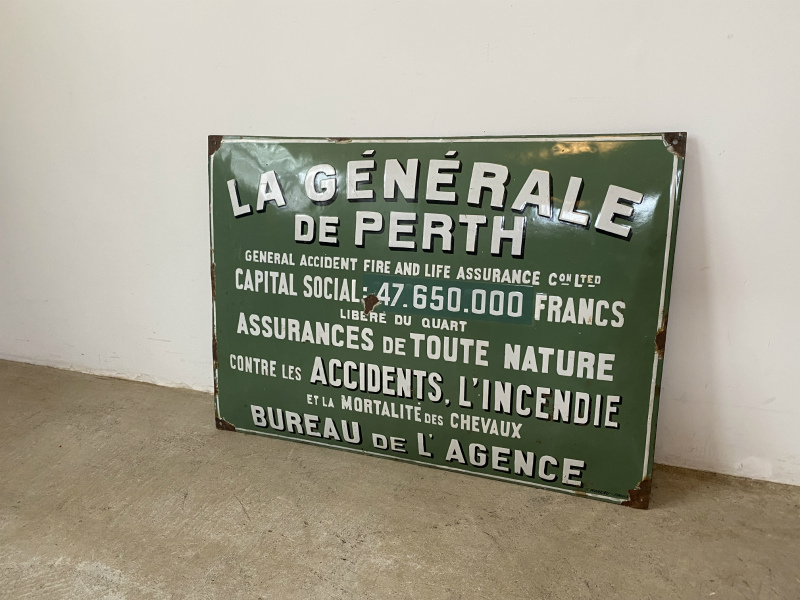 LA GÉNÉRALE
DE PERTH
GENERAL ACCIDENT FIRE AND LIFE ASSURANCE CON LTED
CAPITAL SOCIAL: 47.650.000 FRANCS
LIBÉRÉ DU QUART
ASSURANCES DE TOUTE NATURE
CONTRE LES ACCIDENTS, L'INCENDIE
ET LA MORTALITÉ DES CHEVAUX
BUREAU DE L'AGENCE